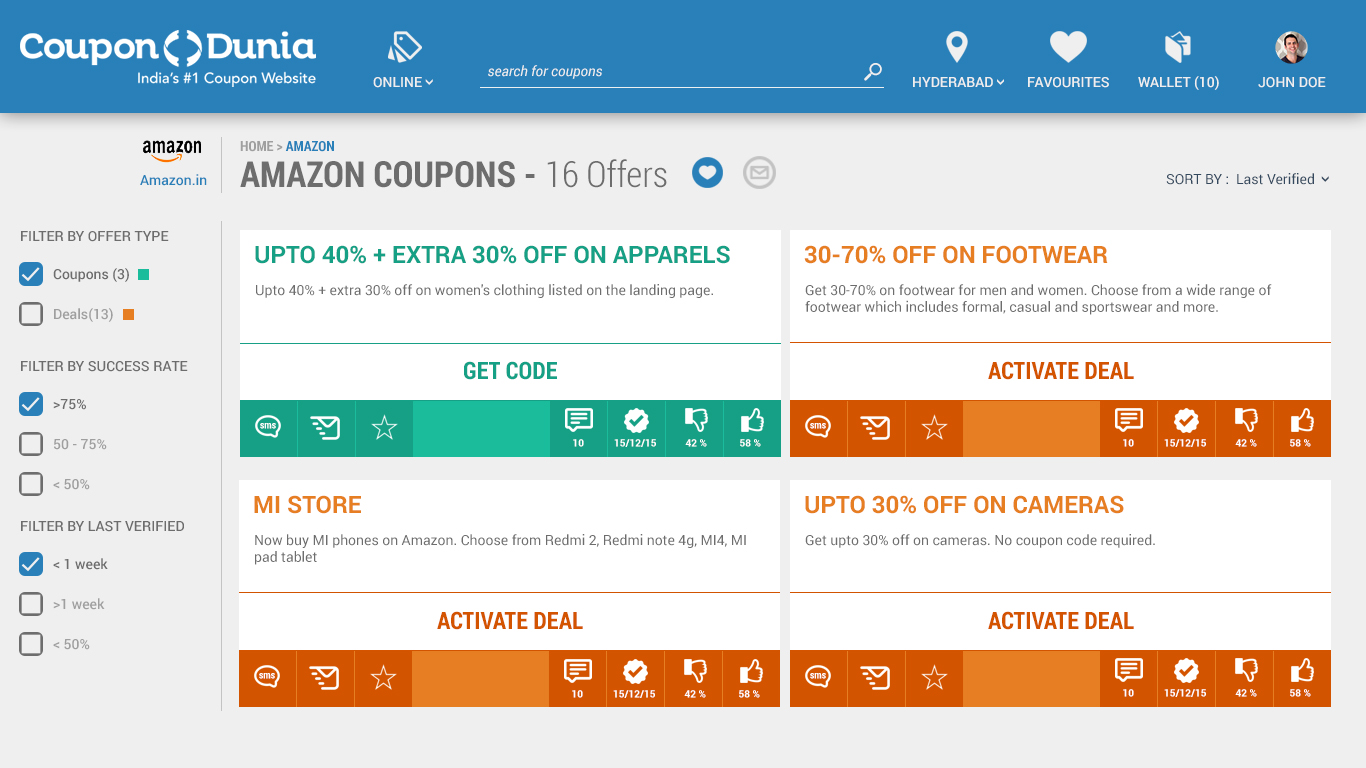 Coupon Dunia
India's #1 Coupon Website
ONLINE
search for coupons
HYDERABAD
FAVOURITES
WALLET (10)
JOHN DOE
amazon
Amazon.in
HOME > AMAZON
AMAZON COUPONS - 16 Offers
SORT BY : Last Verified
FILTER BY OFFER TYPE
Coupons (3)
Deals(13)
FILTER BY SUCCESS RATE
>75%
50 - 75%
< 50%
FILTER BY LAST VERIFIED
< 1 week
>1 week
< 50%
UPTO 40% + EXTRA 30% OFF ON APPARELS
Upto 40% + extra 30% off on women's clothing listed on the landing page.
GET CODE
sms
10
15/12/15
42 %
58 %
30-70% OFF ON FOOTWEAR
Get 30-70% on footwear for men and women. Choose from a wide range of
footwear which includes formal, casual and sportswear and more.
ACTIVATE DEAL
sms
10
15/12/15
42 %
58 %
MI STORE
Now buy MI phones on Amazon. Choose from Redmi 2, Redmi note 4g, MI4, MI
pad tablet
ACTIVATE DEAL
sms
10
15/12/15
42 %
58 %
UPTO 30% OFF ON CAMERAS
Get upto 30% off on cameras. No coupon code required.
ACTIVATE DEAL
sms
10
15/12/15
42 %
58 %